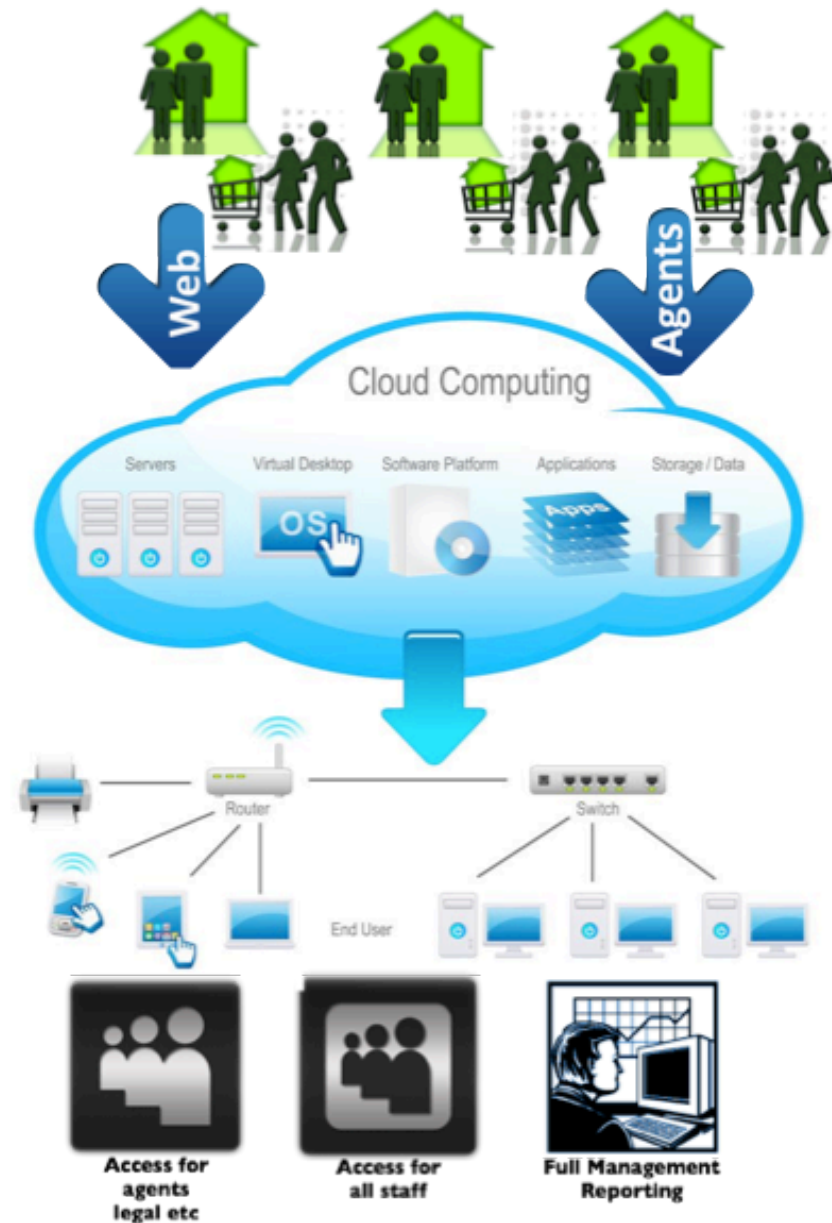 Web
Agents
Cloud Computing
Servers
Virtual Desktop
Software Platform
Applications
Storage / Data
OS
Apps
Router
Switch
End User
Access for
agents
legal etc
Access for
all staff
Full Management
Reporting